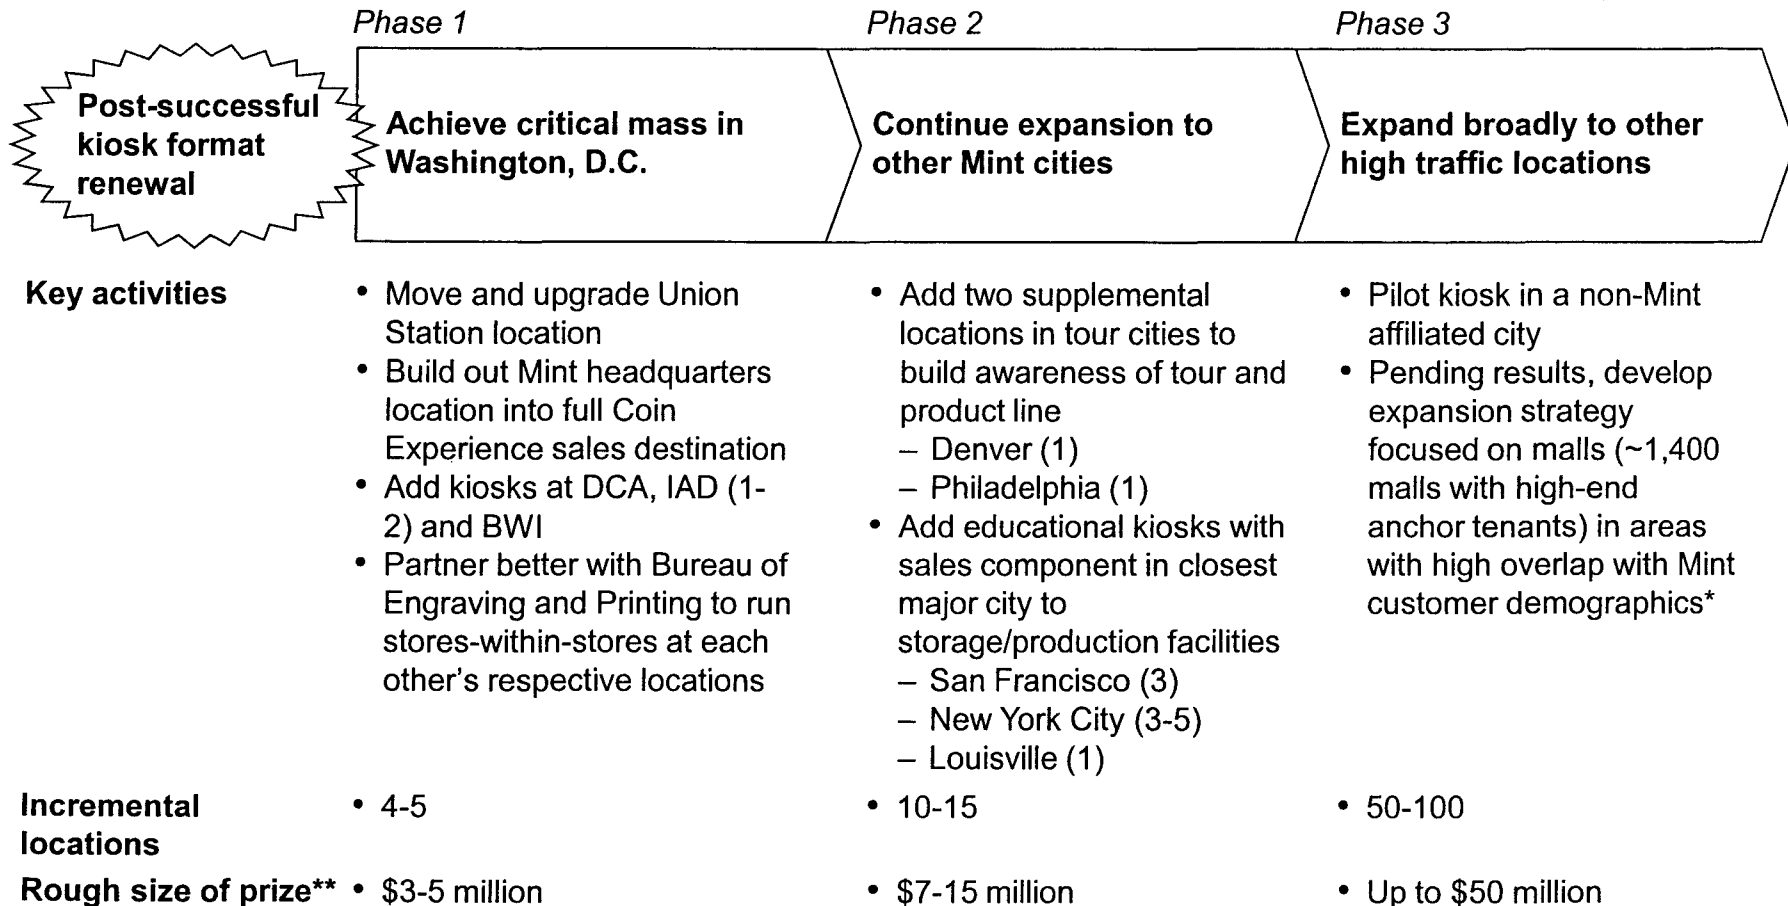 Phase 1
Phase 2
Phase 3
Post-successful
kiosk format
renewal
Achieve critical mass in
Washington, D.C.
Continue expansion to
other Mint cities
Expand broadly to other
high traffic locations
Key activities
• Move and upgrade Union
Station location
• Build out Mint headquarters
location into full Coin
Experience sales destination
• Add kiosks at DCA, IAD (1-
2) and BWI
• Partner better with Bureau of
Engraving and Printing to run
stores-within-stores at each
other's respective locations
• Add two supplemental
locations in tour cities to
build awareness of tour and
product line
– Denver (1)
– Philadelphia (1)
• Add educational kiosks with
sales component in closest
major city to
storage/production facilities
– San Francisco (3)
– New York City (3-5)
– Louisville (1)
• Pilot kiosk in a non-Mint
affiliated city
• Pending results, develop
expansion strategy
focused on malls (~1,400
malls with high-end
anchor tenants) in areas
with high overlap with Mint
customer demographics*
Incremental
locations
• 4-5
• 10-15
• 50-100
Rough size of prize**
• $3-5 million
• $7-15 million
• Up to $50 million